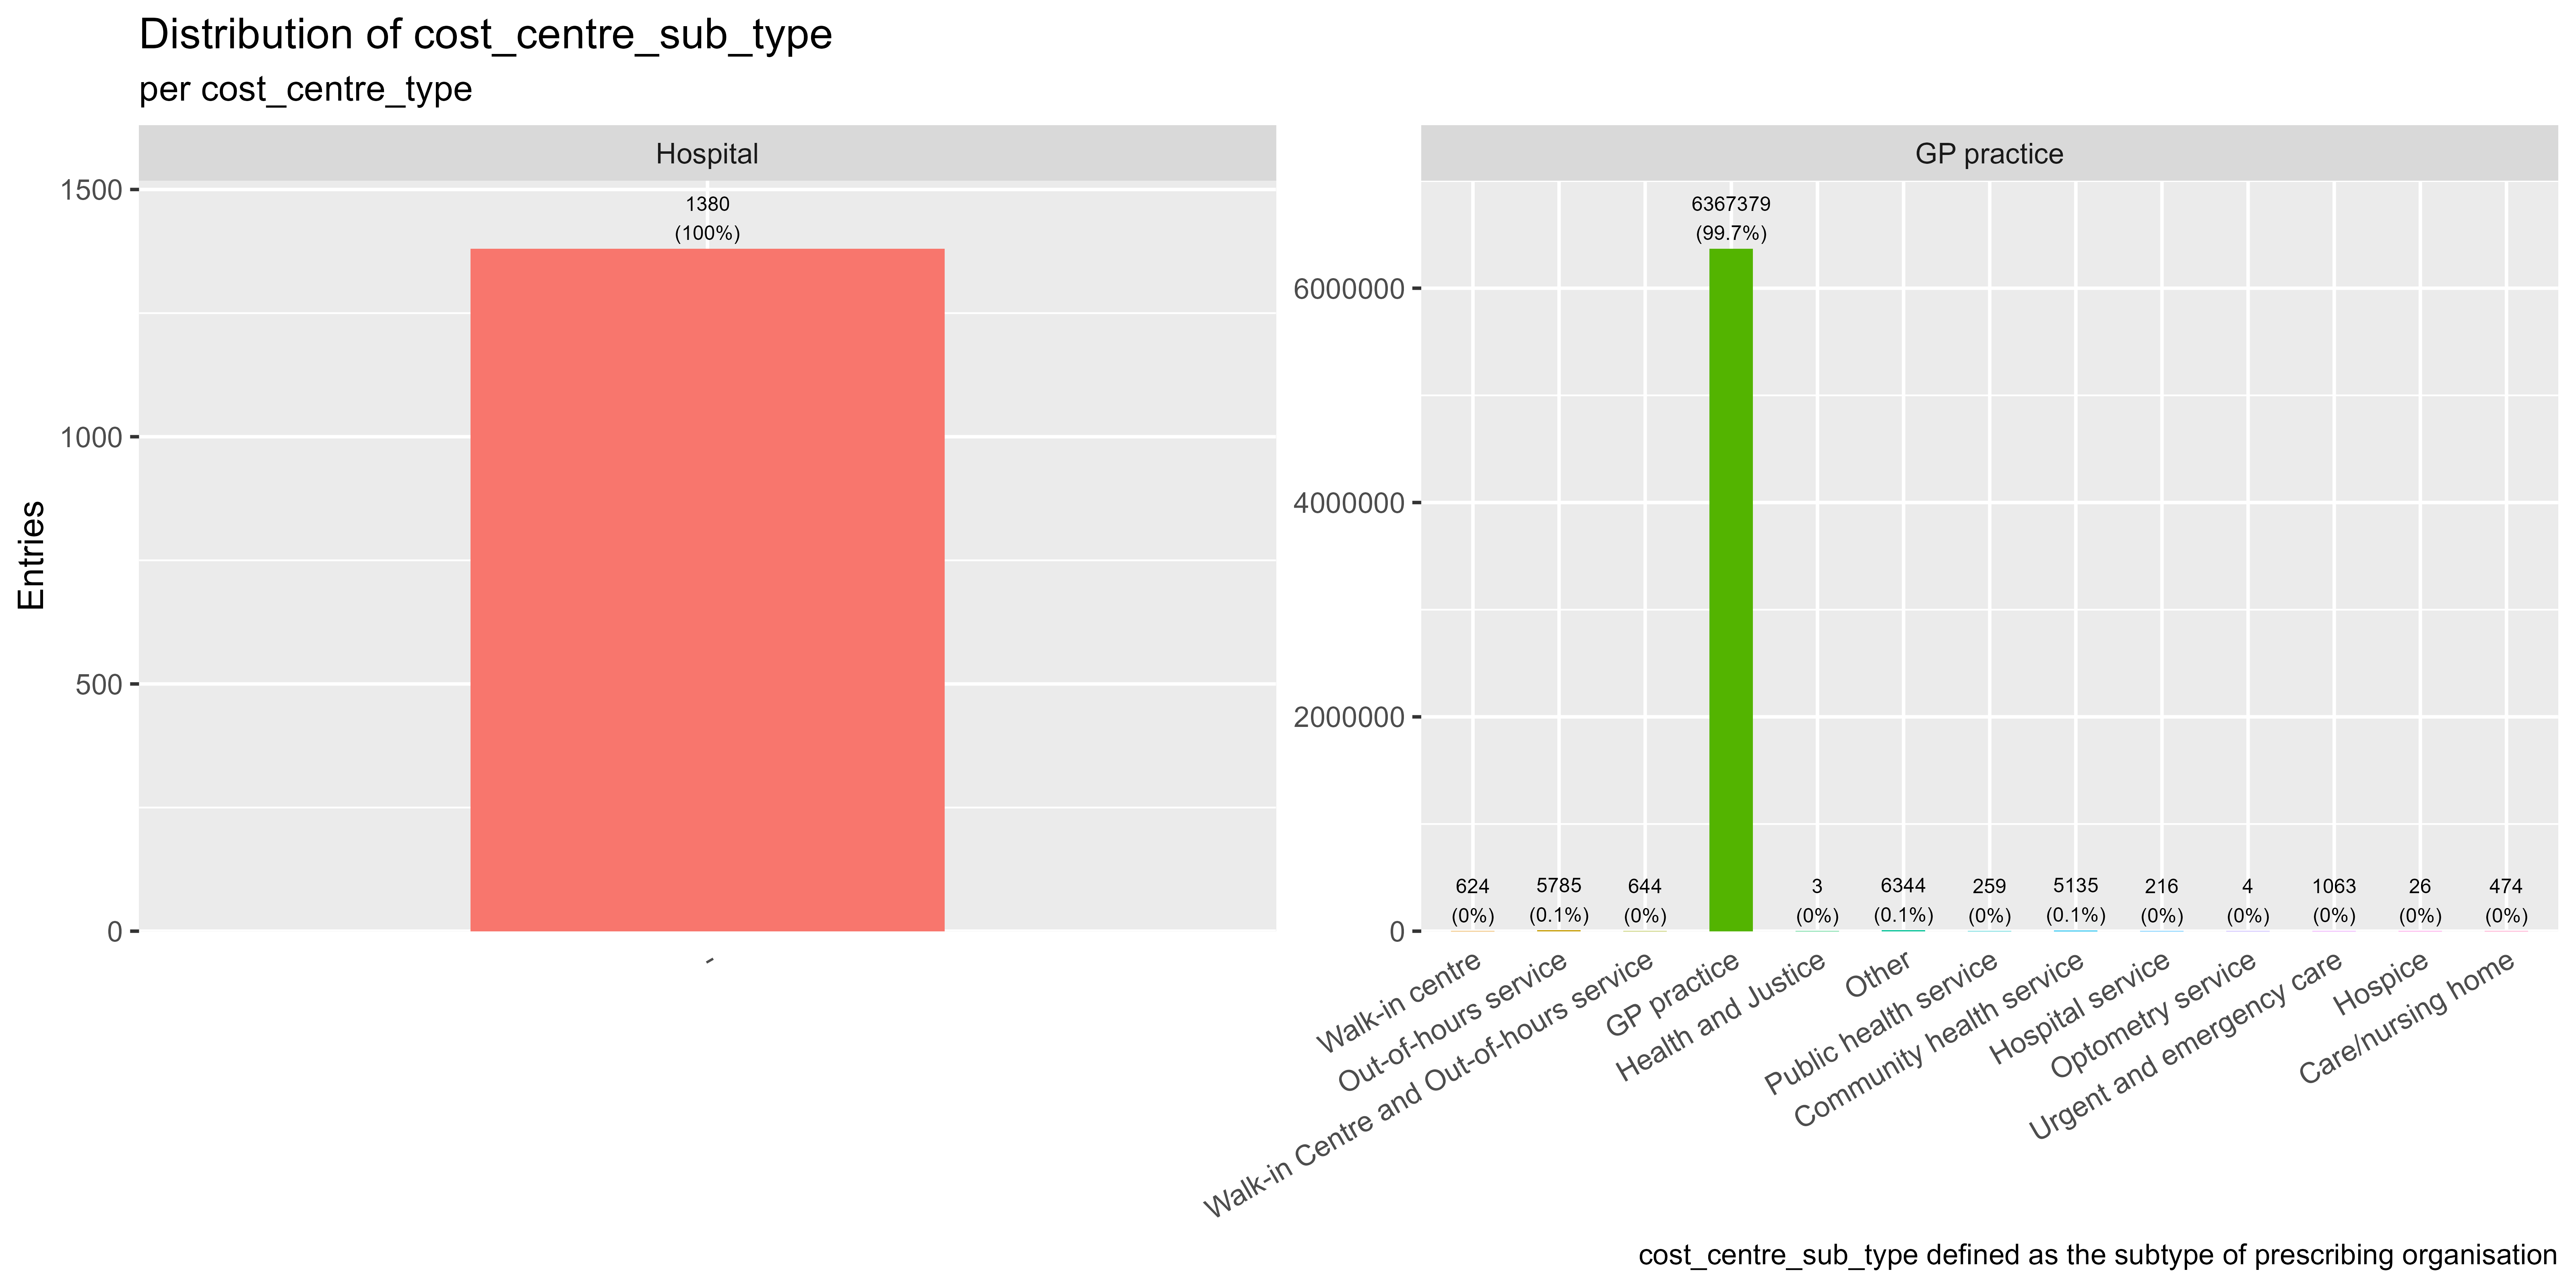 Distribution of cost_centre_sub_type
per cost_centre_type
Hospital
GP practice
Entries
1500
1000
500
0
1380
(100%)
-
6000000
4000000
2000000
0
624
(0%)
5785
(0.1%)
644
(0%)
6367379
(99.7%)
3
(0%)
6344
(0.1%)
259
(0%)
5135
(0.1%)
216
(0%)
4
(0%)
1063
(0%)
26
(0%)
474
(0%)
Walk-in centre
Out-of-hours service
Walk-in Centre and Out-of-hours service
GP practice
Health and Justice
Other
Public health service
Community health service
Hospital service
Optometry service
Urgent and emergency care
Hospice
Care/nursing home
cost_centre_sub_type defined as the subtype of prescribing organisation